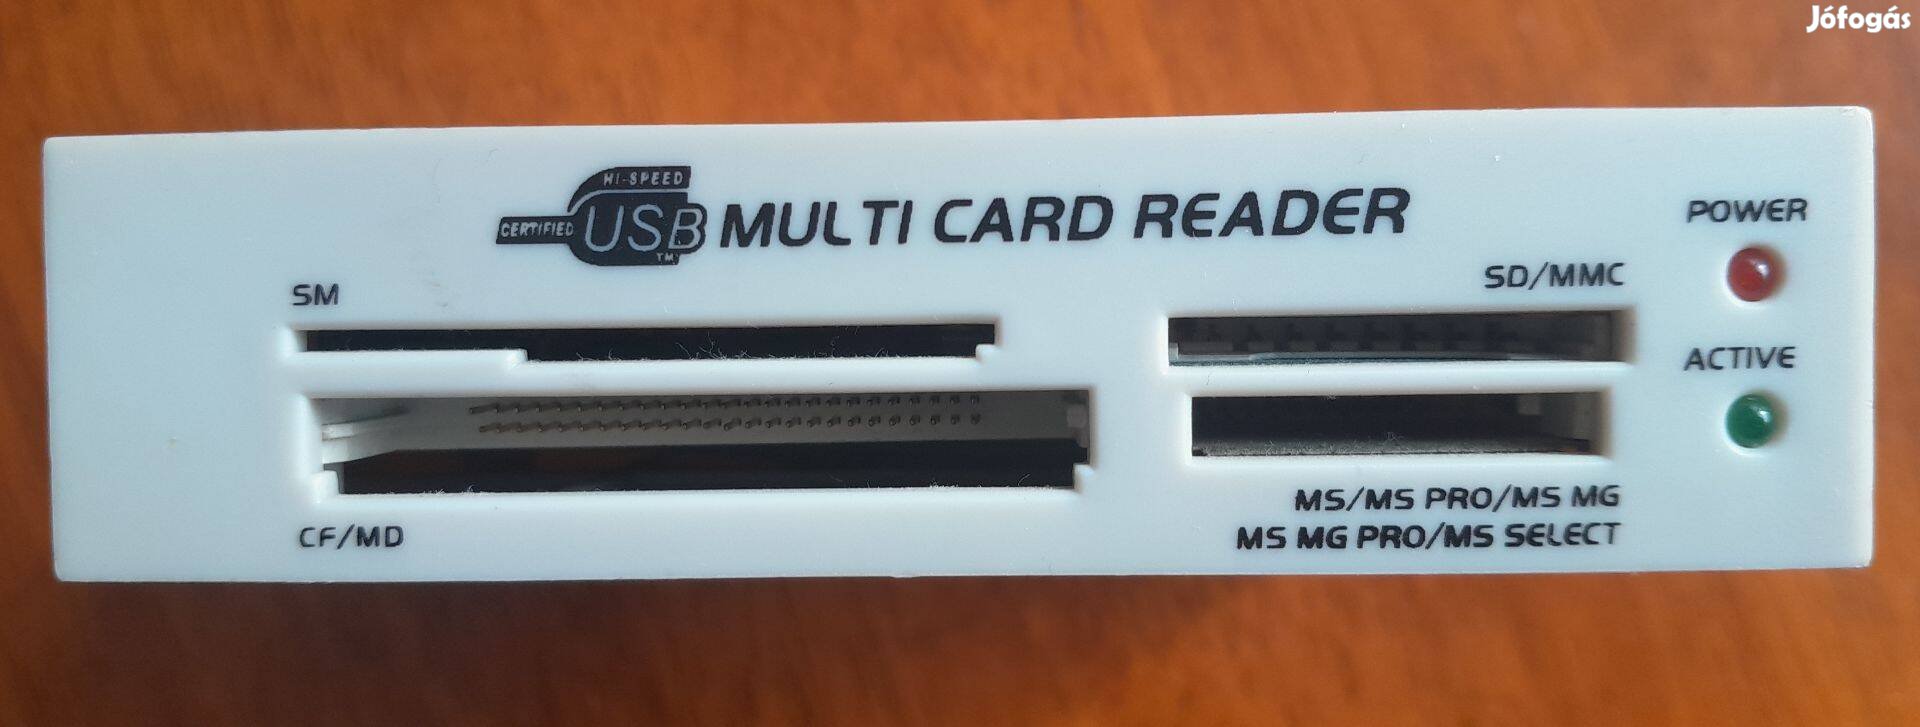 Jófogás
HI-SPEED
CERTIFIED USB MULTI CARD READER
TM
POWER
SM
SD/MMC
ACTIVE
CF/MD
MS/MS PRO/MS MG
MS MG PRO/MS SELECT